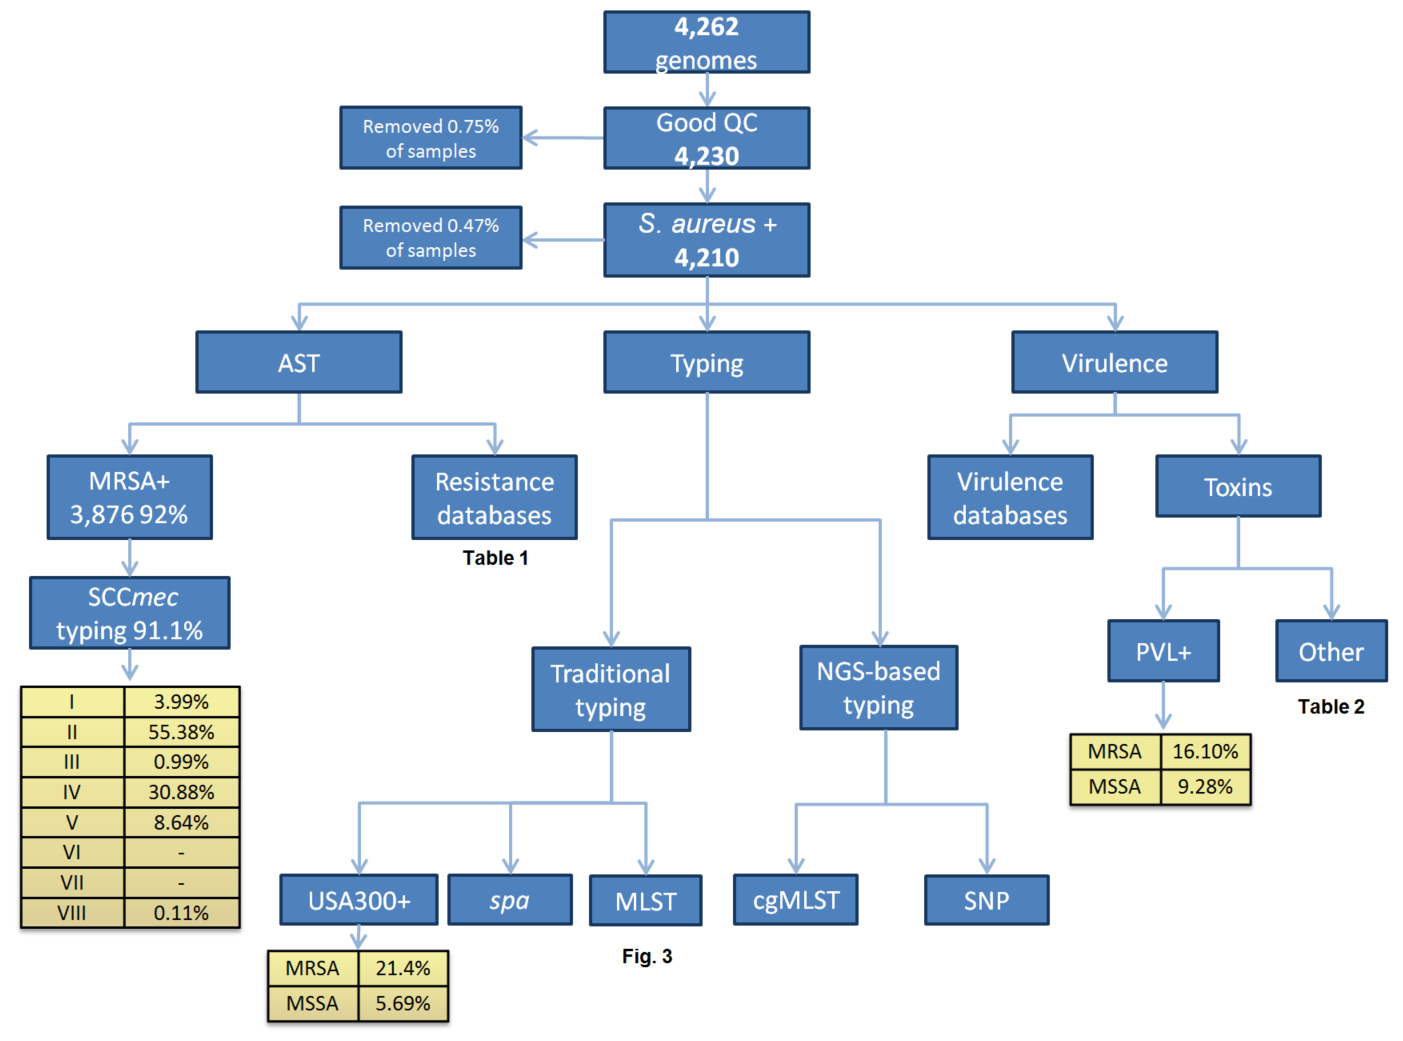 4,262
genomes
Removed 0.75%
of samples
Good QC
4,230
Removed 0.47%
of samples
S. aureus +
4,210
AST
Typing
Virulence
MRSA+
3,876 92%
Resistance
databases
Table 1
Virulence
databases
Toxins
SCCmec
typing 91.1%
Traditional
typing
NGS-based
typing
PVL+
Other
Table 2
I 3.99%
II 55.38%
III 0.99%
IV 30.88%
V 8.64%
VI -
VII -
VIII 0.11%
MRSA 16.10%
MSSA 9.28%
USA300+
spa
MLST
cgMLST
SNP
Fig. 3
MRSA 21.4%
MSSA 5.69%